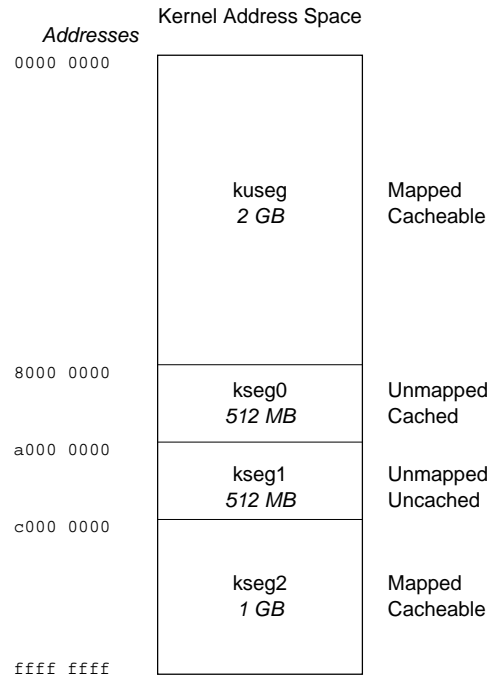 Kernel Address Space
Addresses
0000 0000
kuseg
2 GB
Mapped
Cacheable
8000 0000
kseg0
512 MB
Unmapped
Cached
a000 0000
kseg1
512 MB
Unmapped
Uncached
c000 0000
kseg2
1 GB
Mapped
Cacheable
ffff ffff